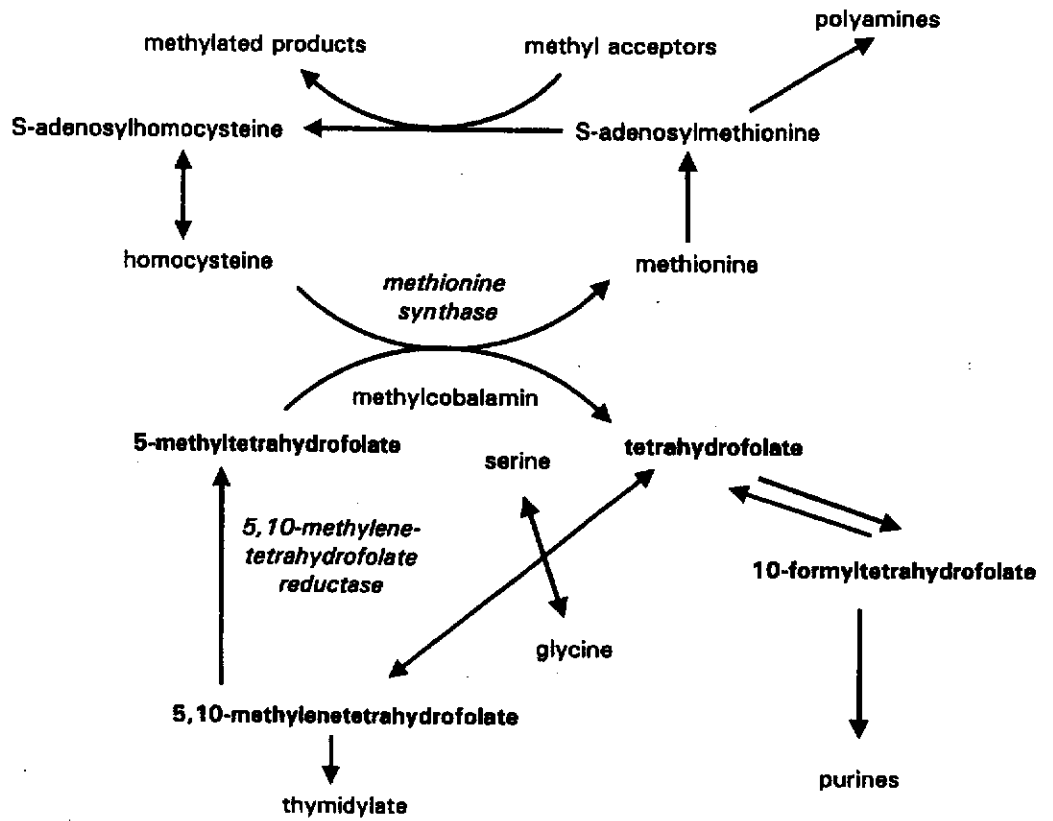 polyamines
methylated products
methyl acceptors
S-adenosylhomocysteine
S-adenosylmethionine
homocysteine
methionine
methionine
synthase
methylcobalamin
5-methyltetrahydrofolate
serine
tetrahydrofolate
5,10-methylene-
tetrahydrofolate
reductase
10-formyltetrahydrofolate
glycine
5,10-methylenetetrahydrofolate
purines
thymidylate